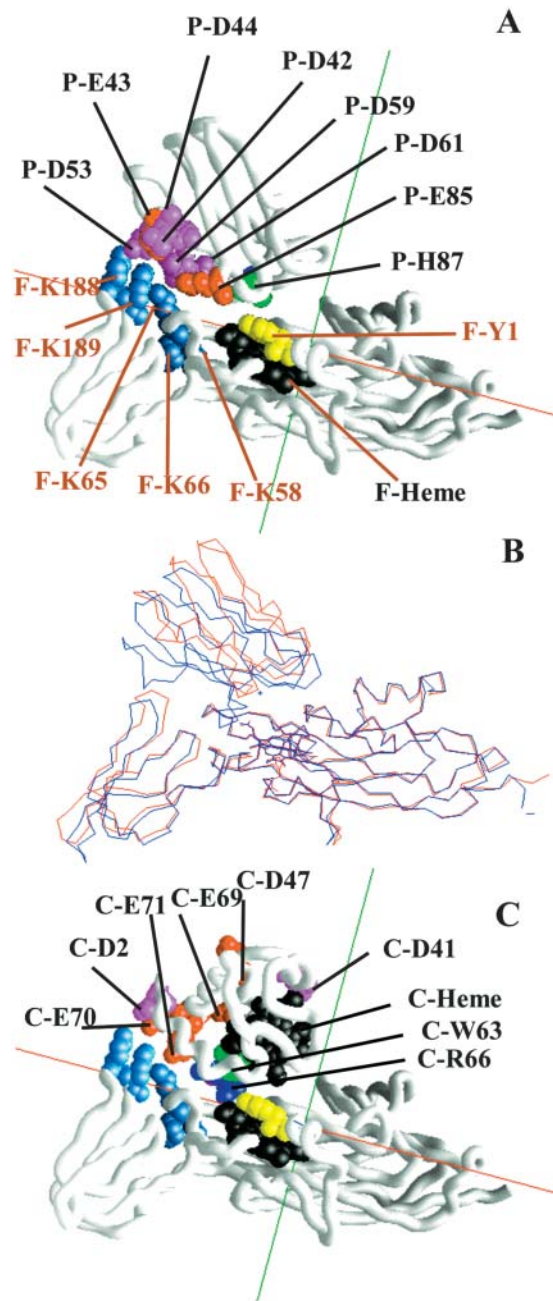 A
P-D44
P-D42
P-E43
P-D59
P-D53
P-D61
P-E85
P-H87
F-K188
F-K189
F-Y1
F-K65
F-K66
F-K58
F-Heme
B
C
C-E69
C-D47
C-E71
C-D2
C-D41
C-E70
C-Heme
C-W63
C-R66